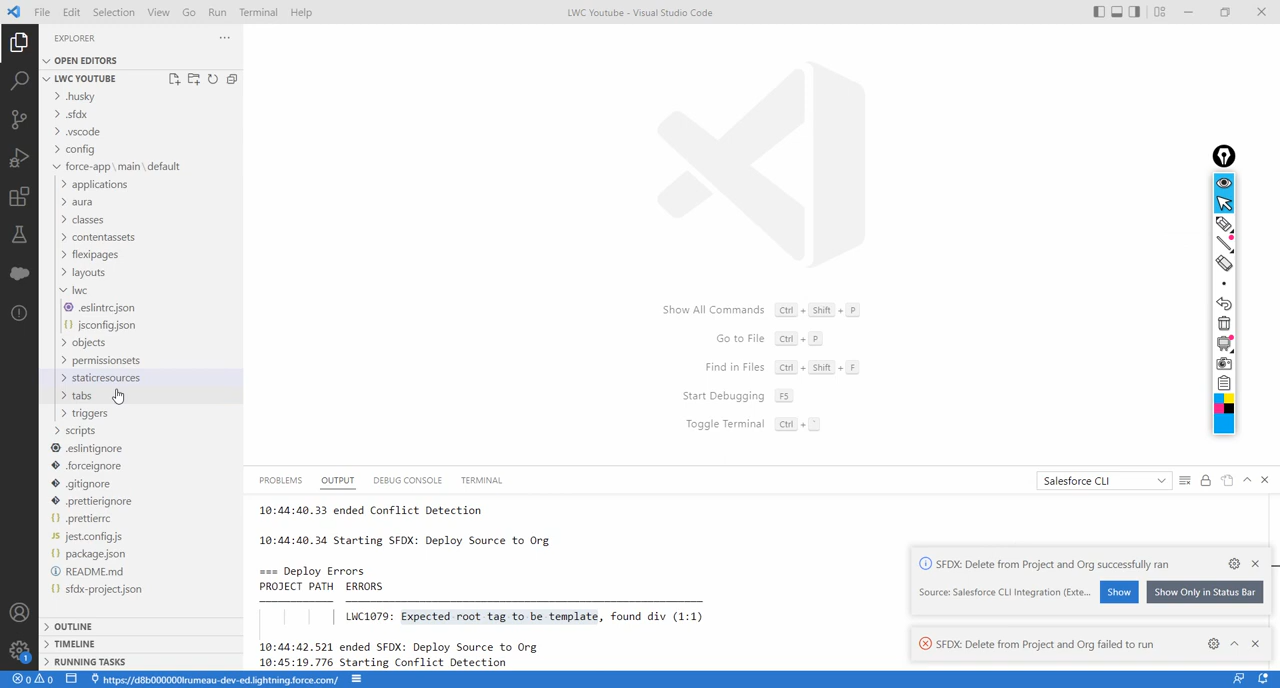 File Edit Selection View Go Run Terminal Help
LWC Youtube - Visual Studio Code
EXPLORER
OPEN EDITORS
LWC YOUTUBE
.husky
.sfdx
.vscode
config
force-app\main\default
applications
aura
classes
contentassets
flexipages
layouts
lwc
.eslintrc.json
jsconfig.json
objects
permissionsets
staticresources
tabs
triggers
scripts
.eslintignore
.forceignore
.gitignore
.prettierignore
.prettierrc
JS jest.config.js
package.json
README.md
sfdx-project.json
OUTLINE
TIMELINE
RUNNING TASKS
Show All Commands Ctrl + Shift + P
Go to File Ctrl + P
Find in Files Ctrl + Shift + F
Start Debugging F5
Toggle Terminal Ctrl + `
PROBLEMS OUTPUT DEBUG CONSOLE TERMINAL
Salesforce CLI
10:44:40.33 ended Conflict Detection
10:44:40.34 Starting SFDX: Deploy Source to Org
=== Deploy Errors
PROJECT PATH ERRORS
LWC1079: Expected root tag to be template, found div (1:1)
10:44:42.521 ended SFDX: Deploy Source to Org
10:45:19.776 Starting Conflict Detection
SFDX: Delete from Project and Org successfully ran
Source: Salesforce CLI Integration (Exte...
Show
Show Only in Status Bar
SFDX: Delete from Project and Org failed to run
1
0 0
https://d8b000000lrumeau-dev-ed.lightning.force.com/